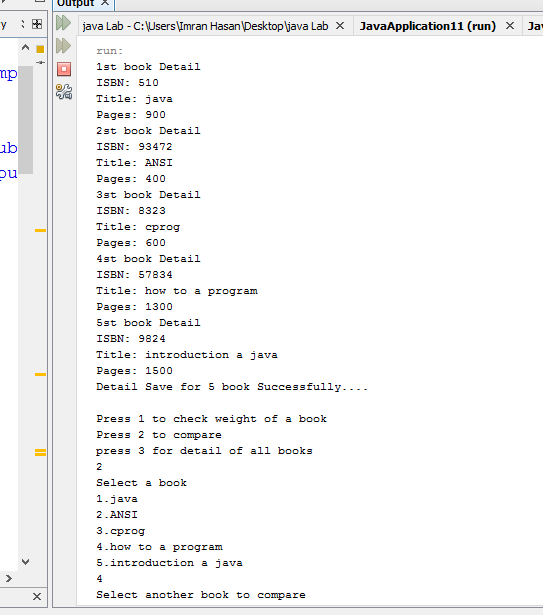 Output
java Lab - C:\Users\Imran Hasan\Desktop\java Lab
JavaApplication11 (run)
run:
1st book Detail
ISBN: 510
Title: java
Pages: 900
2st book Detail
ISBN: 93472
Title: ANSI
Pages: 400
3st book Detail
ISBN: 8323
Title: cprog
Pages: 600
4st book Detail
ISBN: 57834
Title: how to a program
Pages: 1300
5st book Detail
ISBN: 9824
Title: introduction a java
Pages: 1500
Detail Save for 5 book Successfully....
Press 1 to check weight of a book
Press 2 to compare
press 3 for detail of all books
2
Select a book
1.java
2.ANSI
3.cprog
4.how to a program
5.introduction a java
4
Select another book to compare